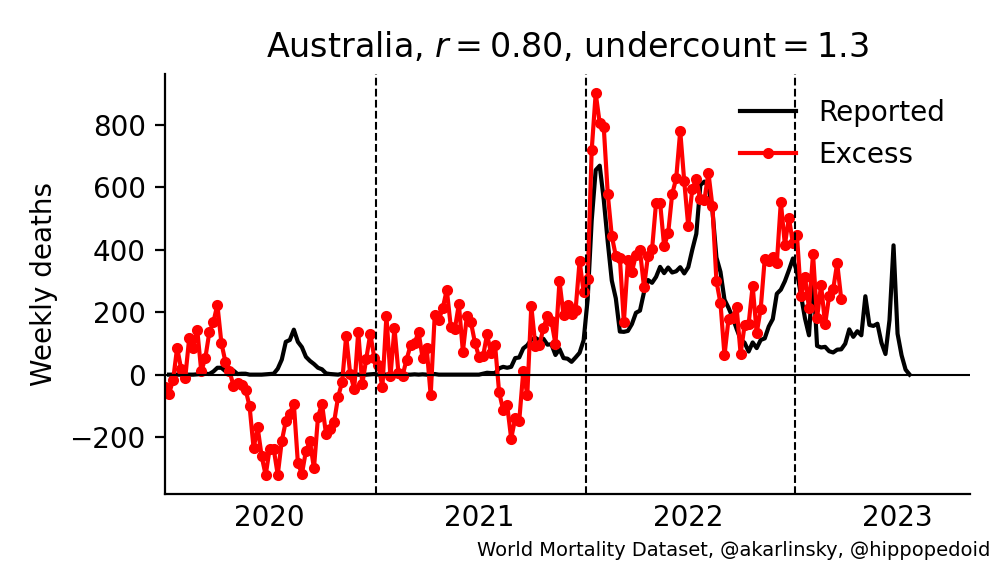 Australia, r = 0.80, undercount = 1.3
Weekly deaths
800
600
400
200
0
−200
Reported
Excess
2020 2021 2022 2023
World Mortality Dataset, @akarlinsky, @hippopedoid